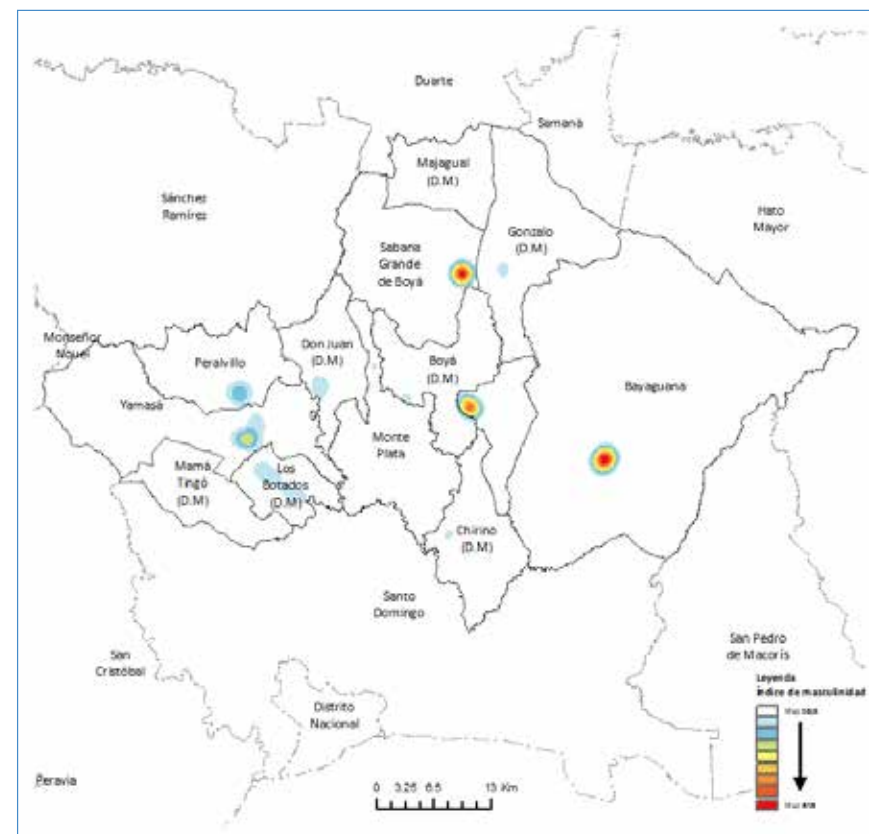 Duarte
Samaná
Majagual
(D.M)
Sánchez
Ramírez
Hato
Mayor
Gonzalo
(D.M)
Sabana
Grande
de Boyá
Monseñor
Nouel
Don Juan
(D.M)
Peralvillo
Boyá
(D.M)
Bayaguana
Yamasá
Monte
Plata
Mamá
Tingó
(D.M)
Los
Botados
(D.M)
Chirino
(D.M)
Santo
Domingo
San
Cristóbal
San Pedro
de Macorís
Leyenda
Índice de masculinidad
Distrito
Nacional
Peravia
0 3.25 6.5 13 Km